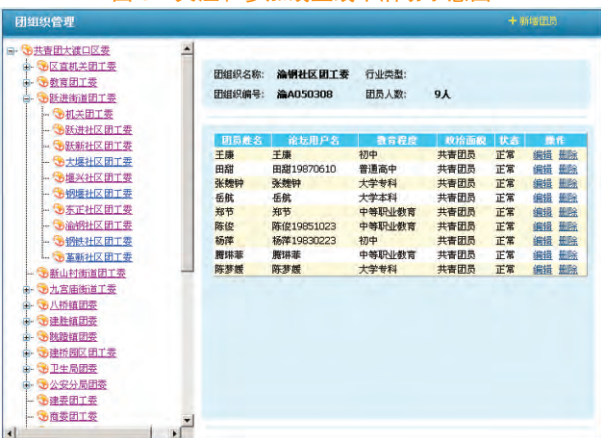 团组织管理
+新增团员
共青团大渡口区委
区直机关团工委
教育团工委
跃进街道团工委
机关团工委
跃进社区团工委
跃新社区团工委
大堰社区团工委
堰兴社区团工委
钢堰社区团工委
东正社区团工委
渝钢社区团工委
钢铁社区团工委
革新社区团工委
新山村街道团工委
九宫庙街道工委
八桥镇团委
建胜镇团委
跳蹬镇团委
建桥园区团工委
卫生局团委
公安分局团委
建委团工委
商委团工委
团组织名称: 渝钢社区团工委 行业类型:
团组织编号: 渝A050308 团员人数: 9人
团员姓名 论坛用户名 教育程度 政治面貌 状态 操作
王康 王康 初中 共青团员 正常 编辑 删除
田甜 田甜19870610 普通高中 共青团员 正常 编辑 删除
张魏钟 张魏钟 大学专科 共青团员 正常 编辑 删除
岳航 岳航 大学本科 共青团员 正常 编辑 删除
郑节 郑节 中等职业教育 共青团员 正常 编辑 删除
陈俊 陈俊19851023 中等职业教育 共青团员 正常 编辑 删除
杨萍 杨萍19830223 初中 共青团员 正常 编辑 删除
腾琳菲 腾琳菲 中等职业教育 共青团员 正常 编辑 删除
陈梦媛 陈梦媛 大学专科 共青团员 正常 编辑 删除